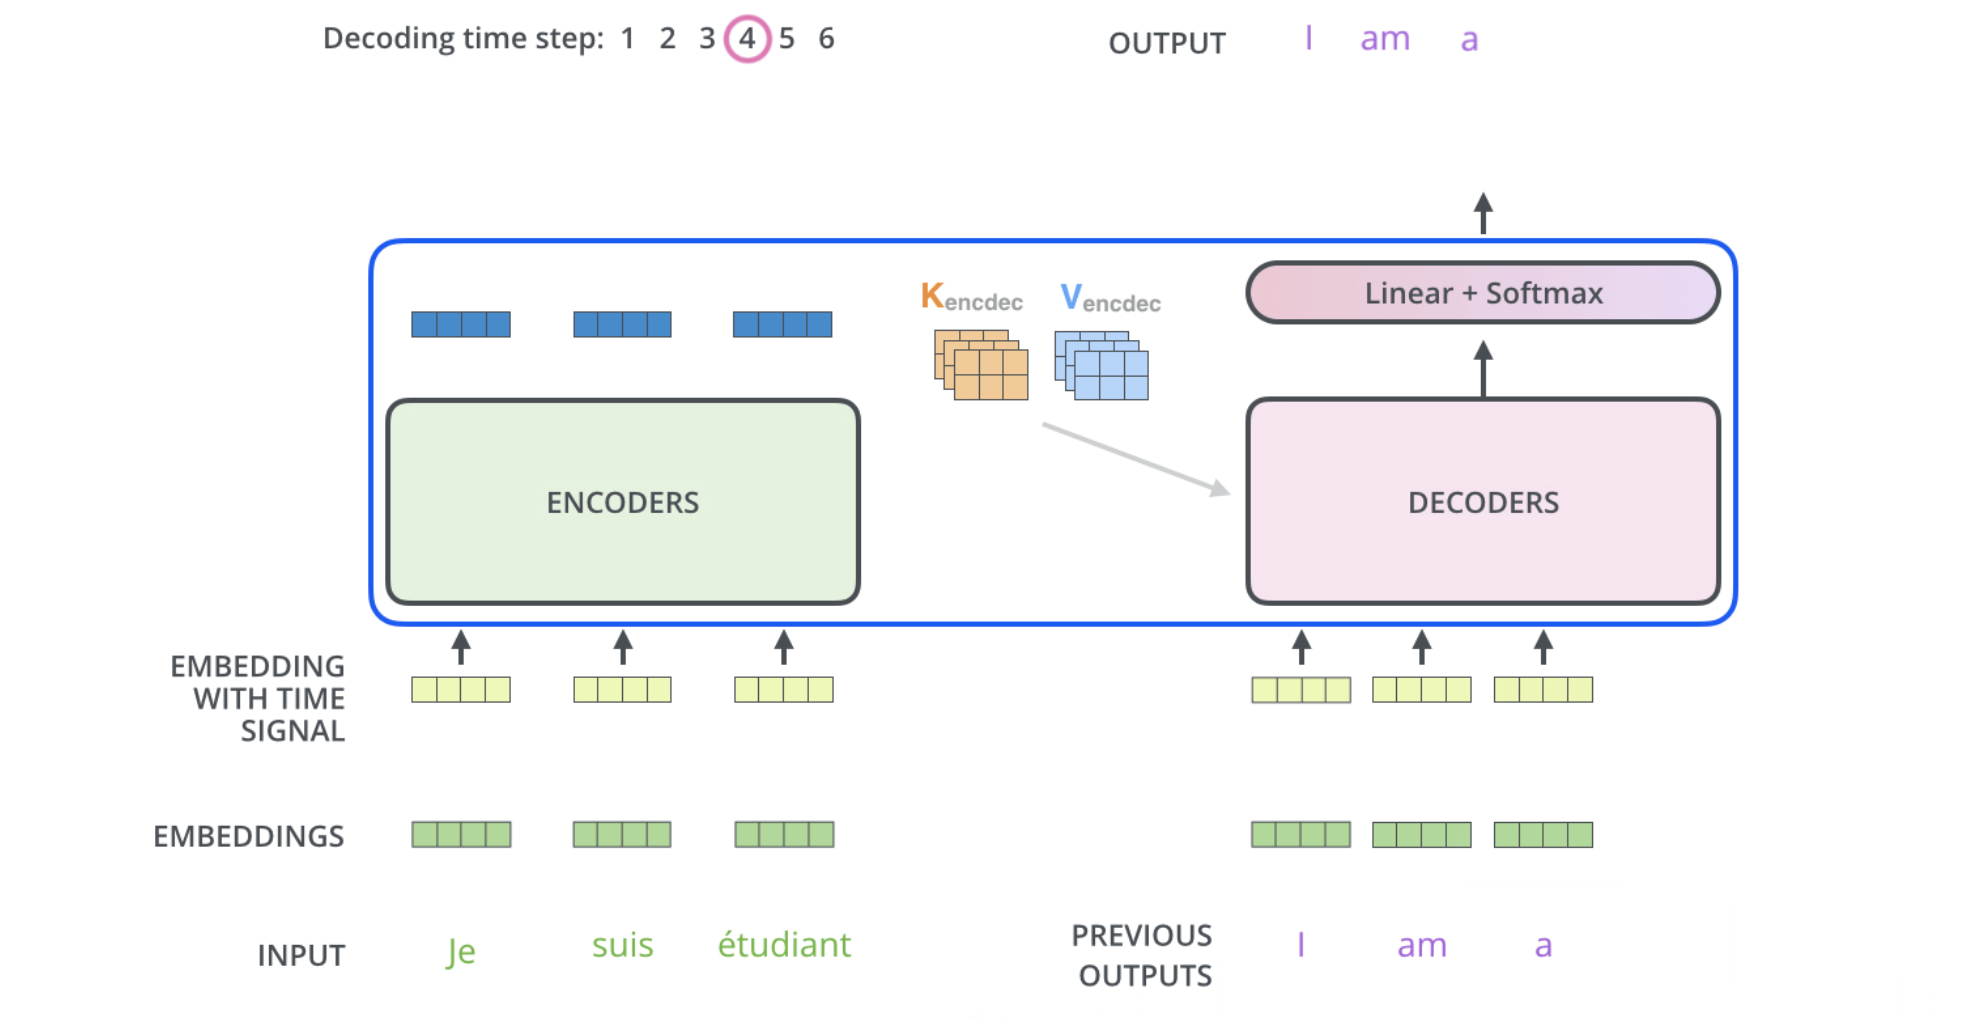 Decoding time step: 1 2 3 4 5 6
OUTPUT I am a
Kencdec Vencdec
Linear + Softmax
ENCODERS
DECODERS
EMBEDDING
WITH TIME
SIGNAL
EMBEDDINGS
INPUT Je suis étudiant
PREVIOUS
OUTPUTS
I am a